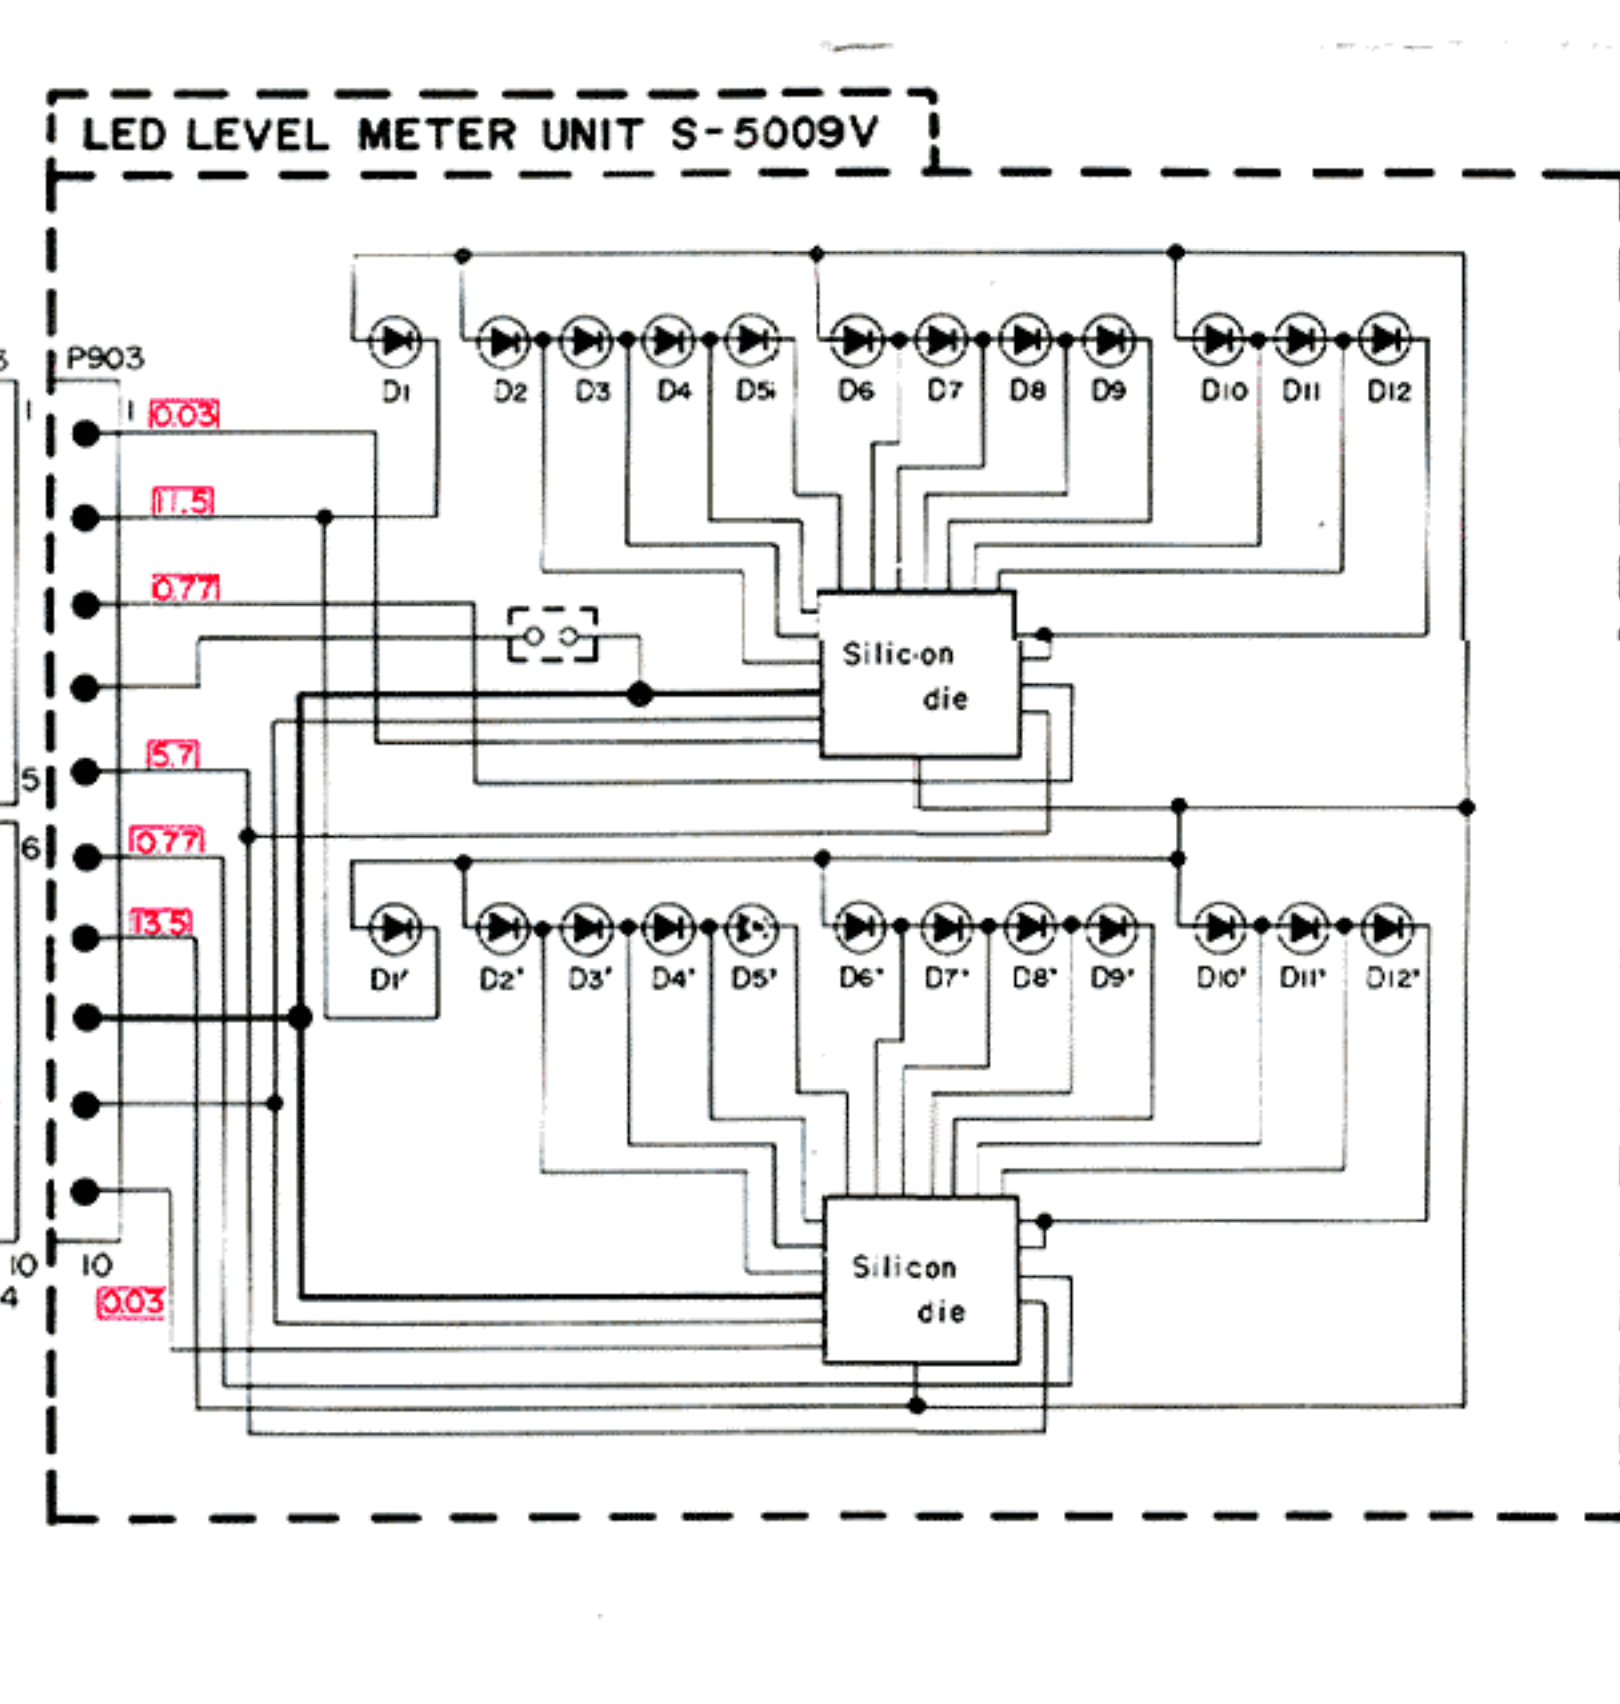 LED LEVEL METER UNIT S-5009V
P903
D1 D2 D3 D4 D5 D6 D7 D8 D9 D10 D11 D12
1 1 0.03
11.5
0.77
Silicon
die
5.7
5
6 0.77
13.5
D1' D2' D3' D4' D5' D6' D7' D8' D9' D10' D11' D12'
Silicon
die
10 10
4 0.03